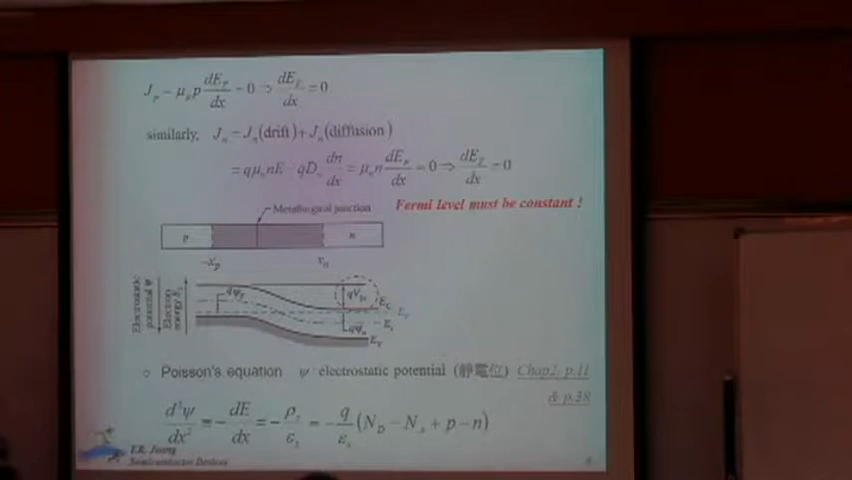 J_p = μ_p p dE_F/dx = 0 ⇒ dE_F/dx = 0
similarly, J_n = J_n(drift) + J_n(diffusion)
= qμ_n nE - qD_n dn/dx = μ_n n dE_F/dx = 0 ⇒ dE_F/dx = 0
Metallurgical junction
Fermi level must be constant !
p n
-x_p x_n
Electrostatic potential ψ
Electron energy E
qψ_p qV_bi E_C E_F
E_i
qψ_n
E_V
Poisson's equation ψ: electrostatic potential (靜電位) Chap2, p.11
& p.38
d²ψ/dx² = - dE/dx = - ρ_s/ε_s = - q/ε_s (N_D - N_A + p - n)
Semiconductor Devices